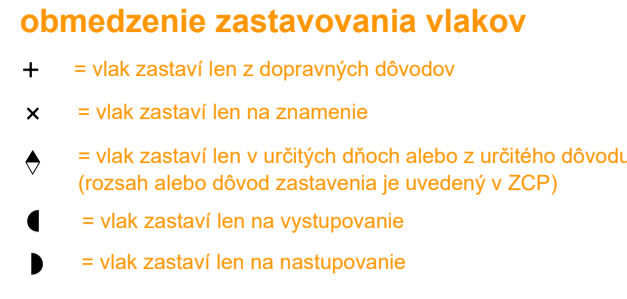 obmedzenie zastavovania vlakov
+ = vlak zastaví len z dopravných dôvodov
× = vlak zastaví len na znamenie
= vlak zastaví len v určitých dňoch alebo z určitého dôvodu
(rozsah alebo dôvod zastavenia je uvedený v ZCP)
= vlak zastaví len na vystupovanie
= vlak zastaví len na nastupovanie